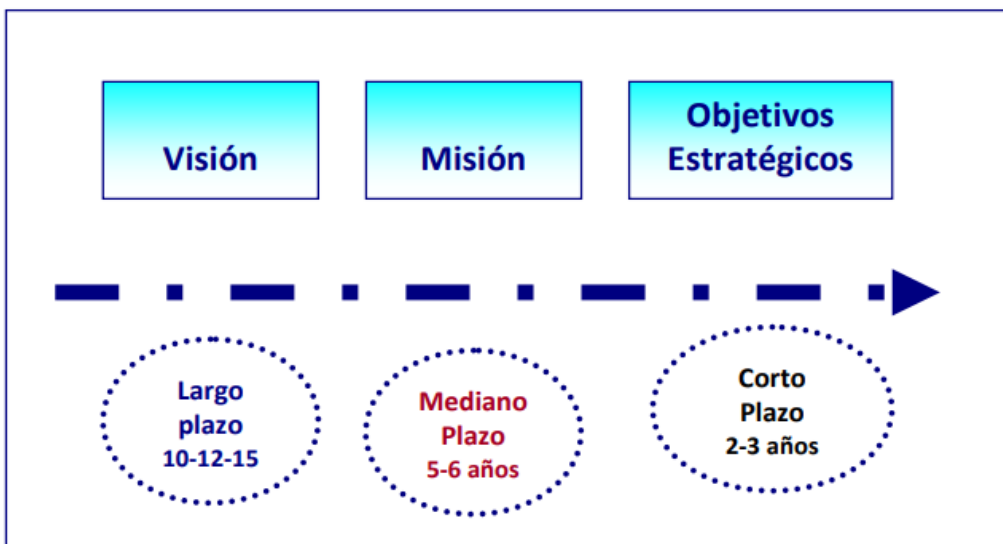 Visión
Misión
Objetivos
Estratégicos
Largo
plazo
10-12-15
Mediano
Plazo
5-6 años
Corto
Plazo
2-3 años